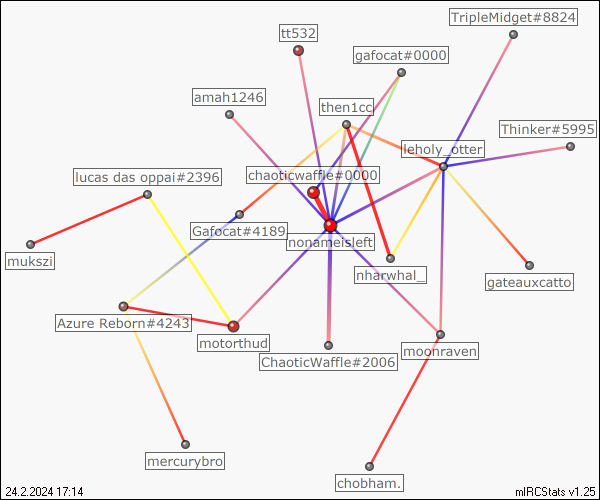 TripleMidget#8824
tt532
gafocat#0000
amah1246
then1cc
Thinker#5995
leholy_otter
chaoticwaffle#0000
lucas das oppai#2396
Gafocat#4189
nonameisleft
mukszi
nharwhal_
gateauxcatto
Azure Reborn#4243
motorthud
moonraven
ChaoticWaffle#2006
mercurybro
chobham.
24.2.2024 17:14
mIRCStats v1.25